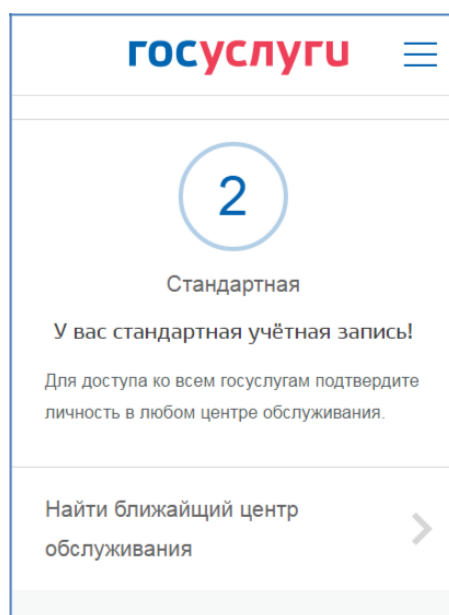 госуслуги
2
Стандартная
У вас стандартная учётная запись!
Для доступа ко всем госуслугам подтвердите
личность в любом центре обслуживания.
Найти ближайщий центр
обслуживания